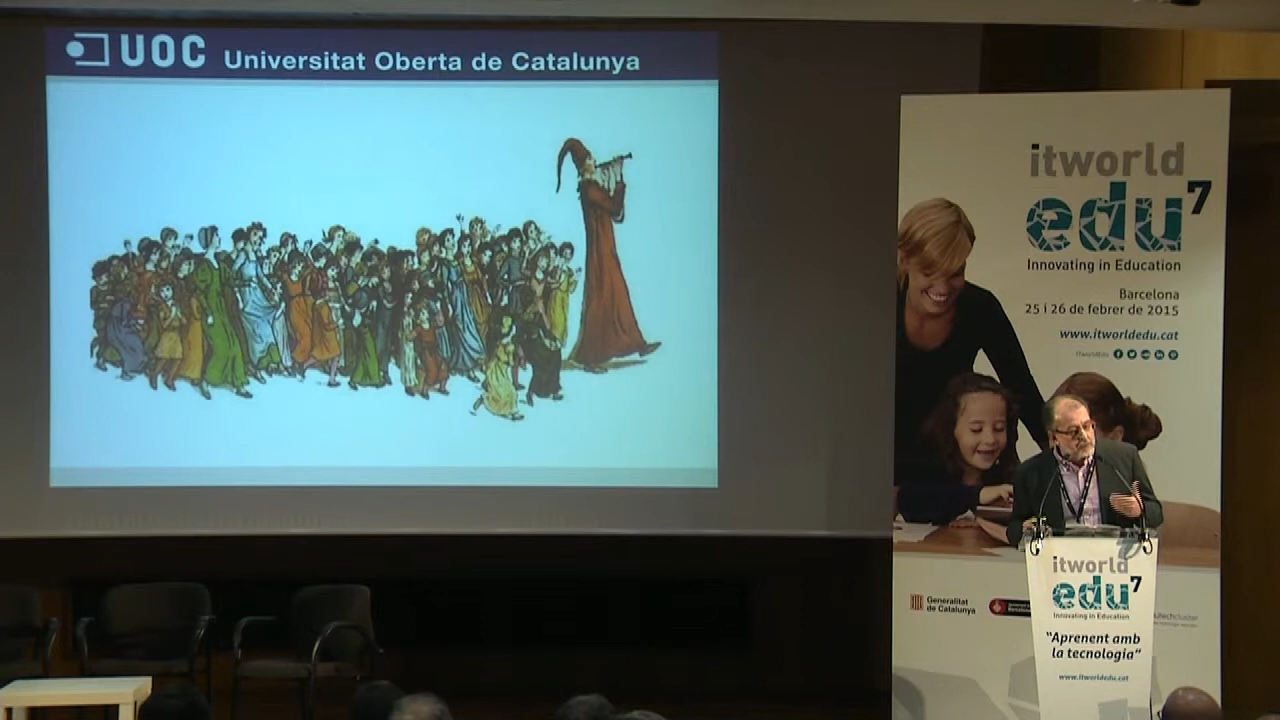 UOC Universitat Oberta de Catalunya
itworld
edu7
Innovating in Education
Barcelona
25 i 26 de febrer de 2015
www.itworldedu.cat
Generalitat
de Catalunya
itworld
edu7
Innovating in Education
"Aprenent amb
la tecnologia"
www.itworldedu.cat